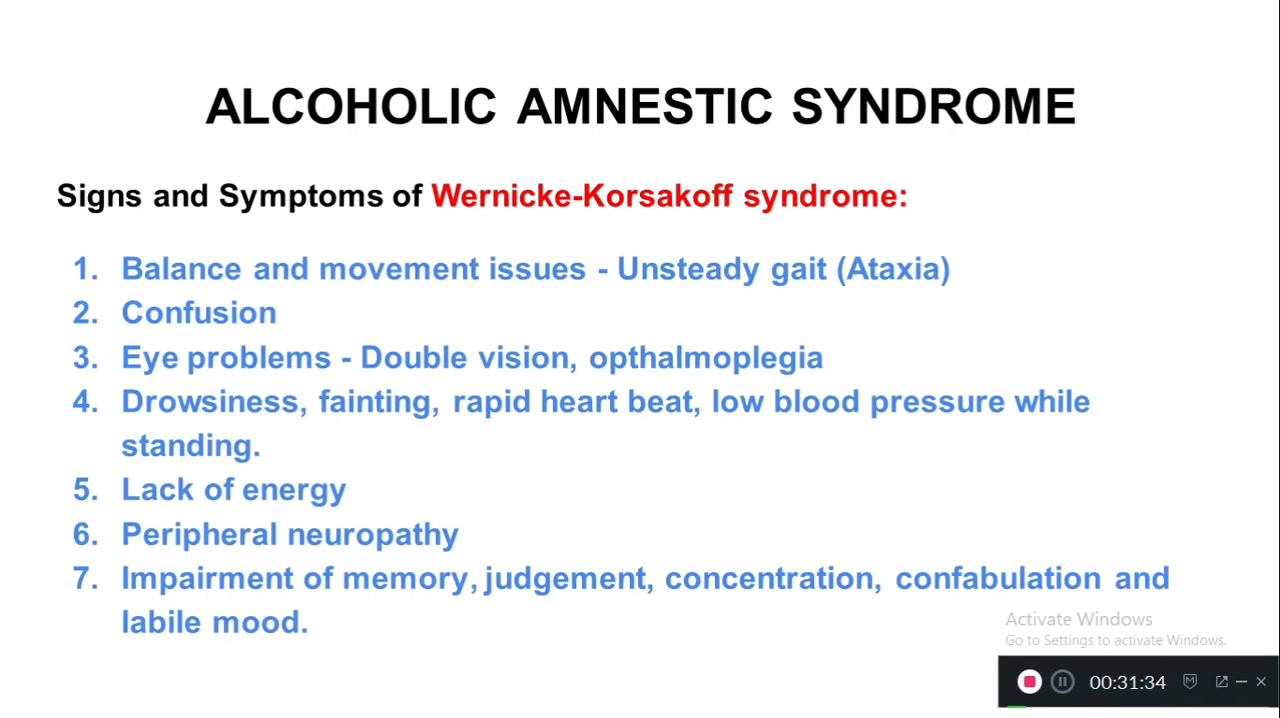 ALCOHOLIC AMNESTIC SYNDROME
Signs and Symptoms of Wernicke-Korsakoff syndrome:
1. Balance and movement issues - Unsteady gait (Ataxia)
2. Confusion
3. Eye problems - Double vision, opthalmoplegia
4. Drowsiness, fainting, rapid heart beat, low blood pressure while
standing.
5. Lack of energy
6. Peripheral neuropathy
7. Impairment of memory, judgement, concentration, confabulation and
labile mood.
Activate Windows
Go to Settings to activate Windows.
00:31:34